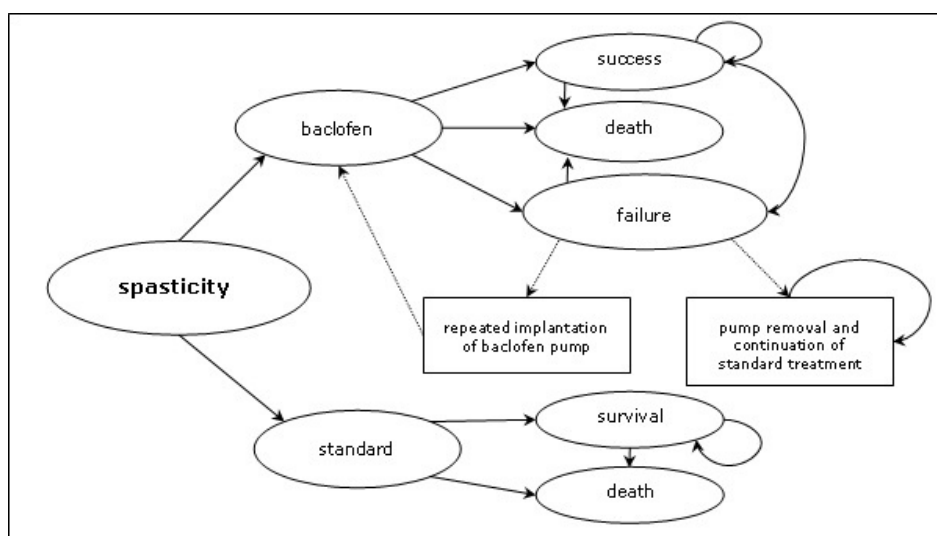 success
baclofen
death
failure
spasticity
repeated implantation
of baclofen pump
pump removal and
continuation of
standard treatment
survival
standard
death